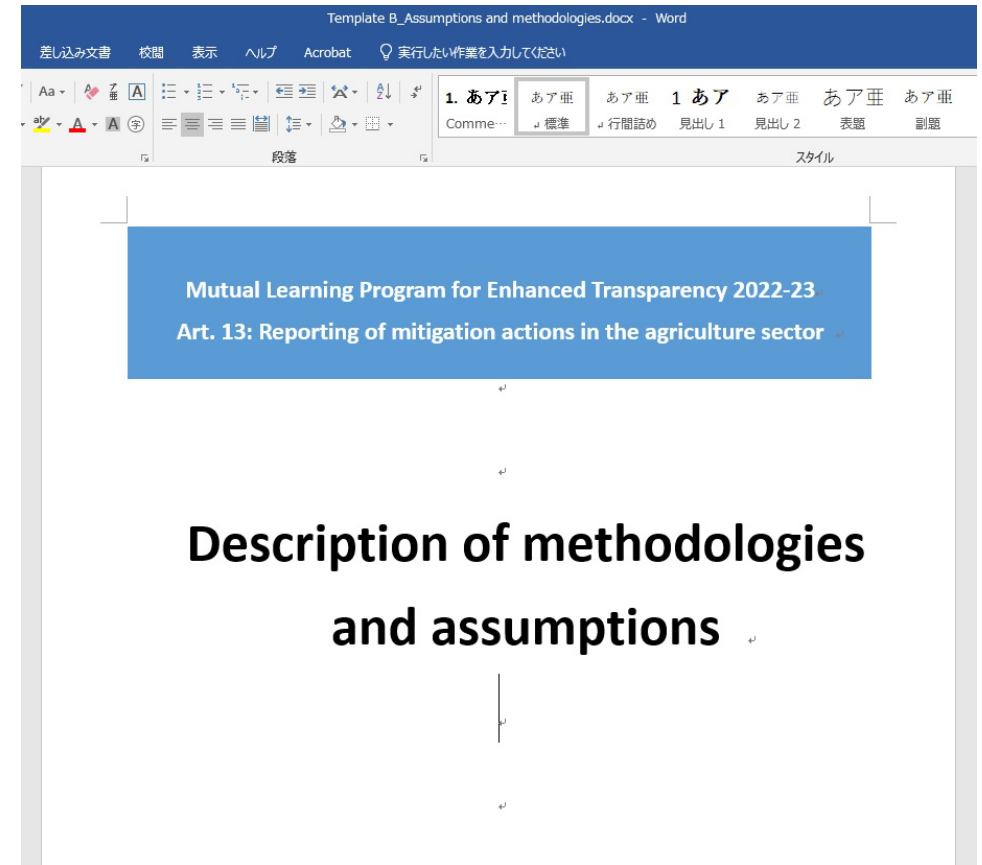 Template B_Assumptions and methodologies.docx - Word
差し込み文書 校閲 表示 ヘルプ Acrobat 実行したい作業を入力してください
Aa A
ab A A 字
1. あア あア亜 あア亜 1 あア あア亜 あア亜 あア亜
Comme… ↲標準 ↲行間詰め 見出し 1 見出し 2 表題 副題
段落 スタイル
Mutual Learning Program for Enhanced Transparency 2022-23
Art. 13: Reporting of mitigation actions in the agriculture sector
Description of methodologies
and assumptions